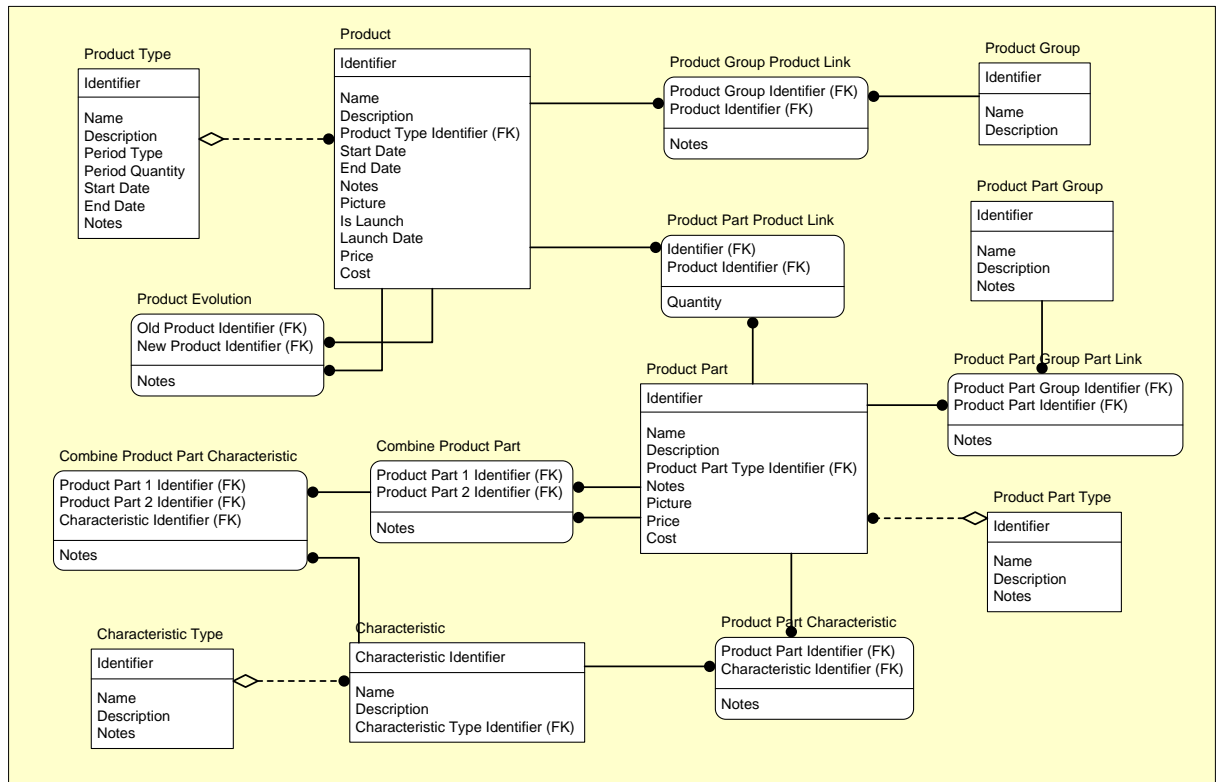 Product Type
Identifier
Name
Description
Period Type
Period Quantity
Start Date
End Date
Notes
Product
Identifier
Name
Description
Product Type Identifier (FK)
Start Date
End Date
Notes
Picture
Is Launch
Launch Date
Price
Cost
Product Group Product Link
Product Group Identifier (FK)
Product Identifier (FK)
Notes
Product Group
Identifier
Name
Description
Product Part Group
Identifier
Name
Description
Notes
Product Part Product Link
Identifier (FK)
Product Identifier (FK)
Quantity
Product Evolution
Old Product Identifier (FK)
New Product Identifier (FK)
Notes
Product Part
Identifier
Name
Description
Product Part Type Identifier (FK)
Notes
Picture
Price
Cost
Product Part Group Part Link
Product Part Group Identifier (FK)
Product Part Identifier (FK)
Notes
Combine Product Part Characteristic
Product Part 1 Identifier (FK)
Product Part 2 Identifier (FK)
Characteristic Identifier (FK)
Notes
Combine Product Part
Product Part 1 Identifier (FK)
Product Part 2 Identifier (FK)
Notes
Product Part Type
Identifier
Name
Description
Notes
Characteristic Type
Identifier
Name
Description
Notes
Characteristic
Characteristic Identifier
Name
Description
Characteristic Type Identifier (FK)
Product Part Characteristic
Product Part Identifier (FK)
Characteristic Identifier (FK)
Notes